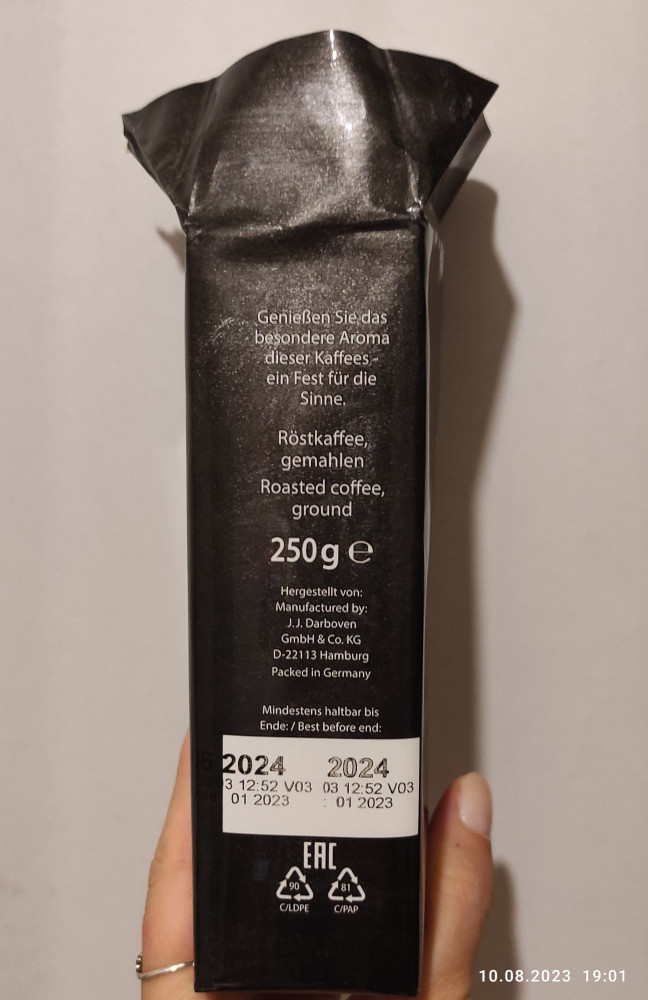 Genießen Sie das
besondere Aroma
dieser Kaffees -
ein Fest für die
Sinne.
Röstkaffee,
gemahlen
Roasted coffee,
ground
250g ℮
Hergestellt von:
Manufactured by:
J.J. Darboven
GmbH & Co. KG
D-22113 Hamburg
Packed in Germany
Mindestens haltbar bis
Ende: / Best before end:
2024 2024
03 12:52 V03 03 12:52 V03
01 2023 : 01 2023
EAC
90 81
C/LDPE C/PAP
10.08.2023 19:01